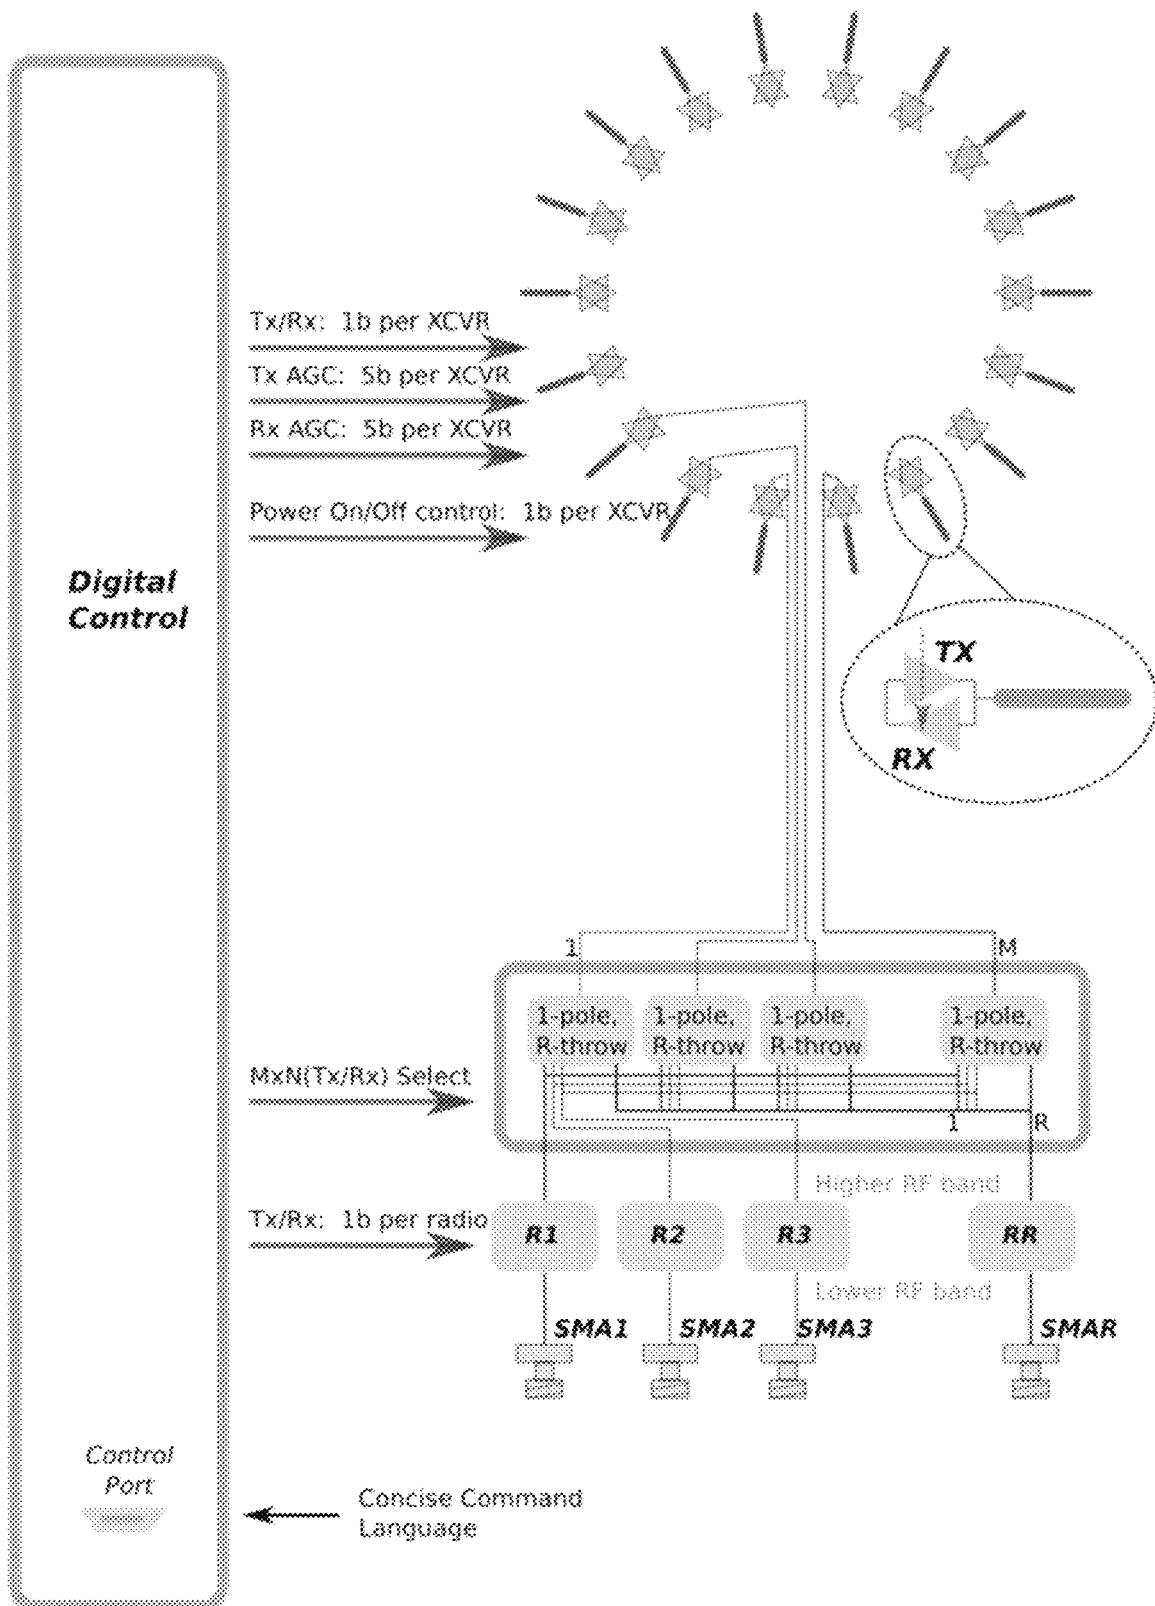 Tx/Rx: 1b per XCVR
Tx AGC: 5b per XCVR
Rx AGC: 5b per XCVR
Power On/Off control: 1b per XCVR
Digital
Control
TX
RX
1
M
1-pole,
R-throw
1-pole,
R-throw
1-pole,
R-throw
1-pole,
R-throw
MxN(Tx/Rx) Select
1
R
Higher RF band
Tx/Rx: 1b per radio
R1
R2
R3
RR
Lower RF band
SMA1
SMA2
SMA3
SMAR
Control
Port
Concise Command
Language